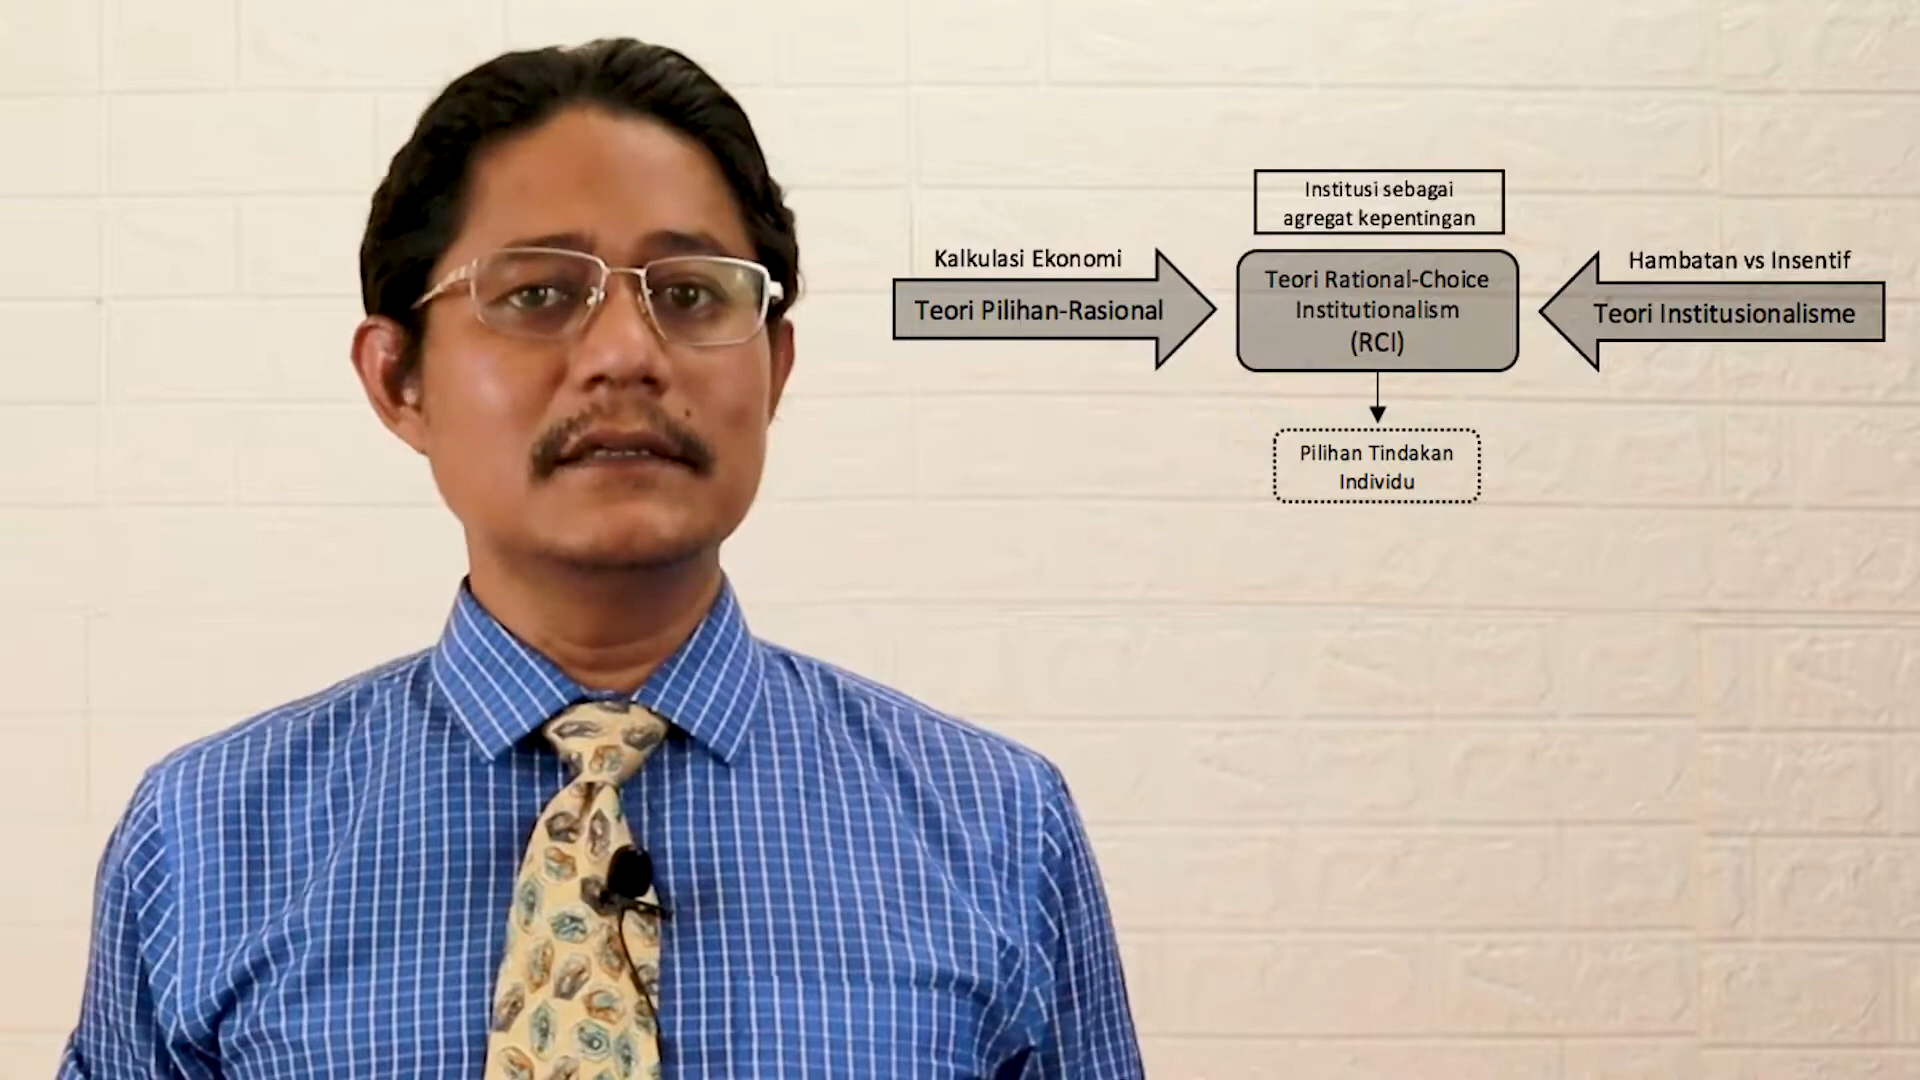 Institusi sebagai
agregat kepentingan
Kalkulasi Ekonomi
Teori Pilihan-Rasional
Teori Rational-Choice
Institutionalism
(RCI)
Hambatan vs Insentif
Teori Institusionalisme
Pilihan Tindakan
Individu